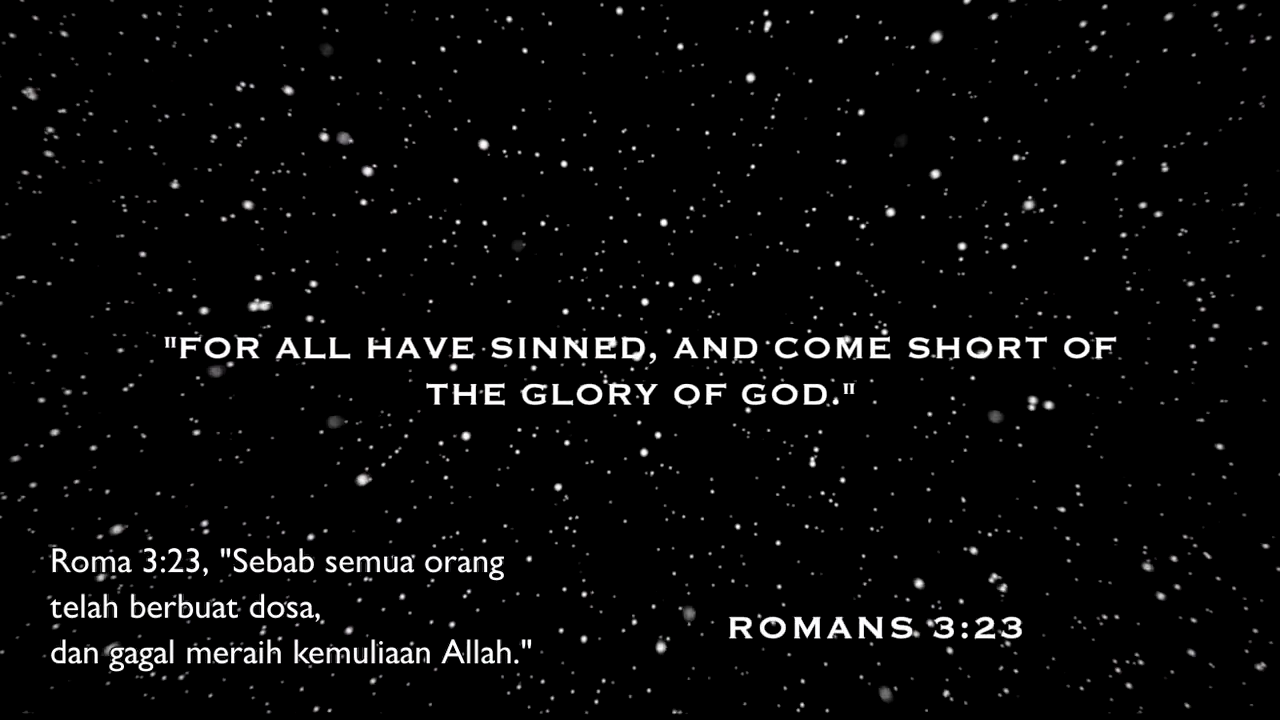 "FOR ALL HAVE SINNED, AND COME SHORT OF
THE GLORY OF GOD."
Roma 3:23, "Sebab semua orang
telah berbuat dosa,
dan gagal meraih kemuliaan Allah."
ROMANS 3:23